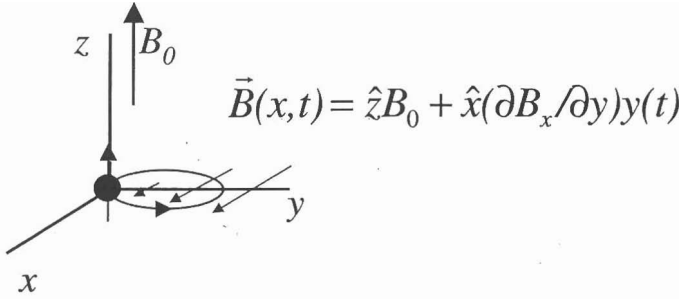 z
B₀
B⃗(x,t) = ẑB₀ + x̂(∂Bₓ/∂y)y(t)
y
x